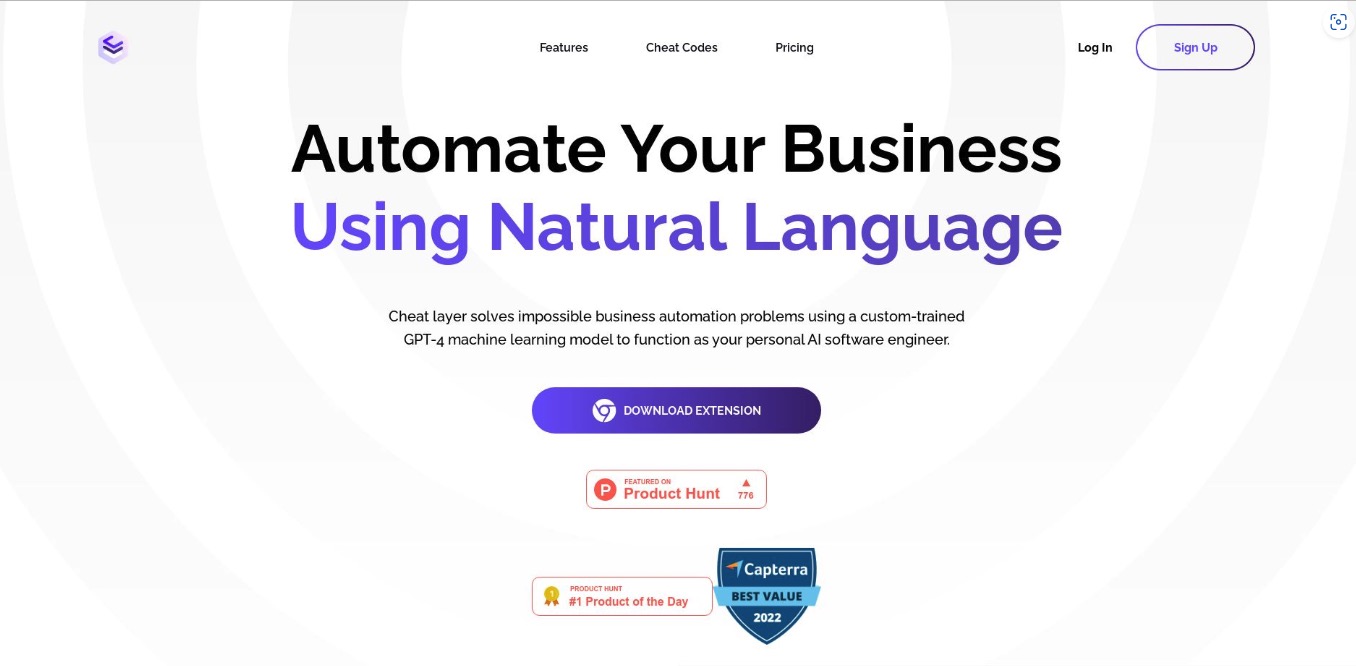 Features
Cheat Codes
Pricing
Log In
Sign Up
Automate Your Business
Using Natural Language
Cheat layer solves impossible business automation problems using a custom-trained
GPT-4 machine learning model to function as your personal AI software engineer.
DOWNLOAD EXTENSION
P
FEATURED ON
Product Hunt
▲
776
1
PRODUCT HUNT
#1 Product of the Day
Capterra
BEST VALUE
2022